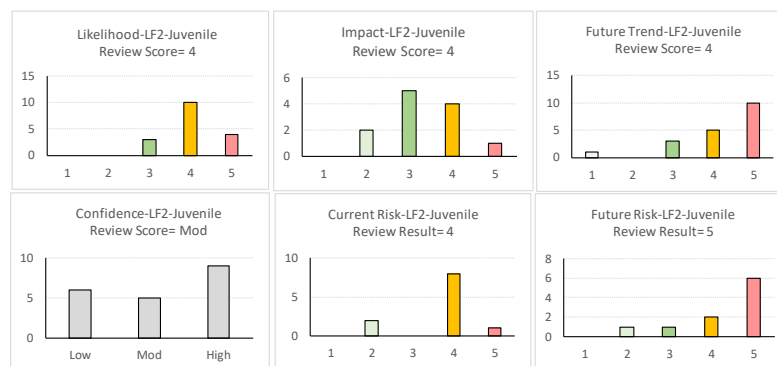 Likelihood-LF2-Juvenile
Review Score= 4
15
10
5
0
1 2 3 4 5
Impact-LF2-Juvenile
Review Score= 4
6
4
2
0
1 2 3 4 5
Future Trend-LF2-Juvenile
Review Score= 4
15
10
5
0
1 2 3 4 5
Confidence-LF2-Juvenile
Review Score= Mod
10
5
0
Low Mod High
Current Risk-LF2-Juvenile
Review Result= 4
10
5
0
1 2 3 4 5
Future Risk-LF2-Juvenile
Review Result= 5
8
6
4
2
0
1 2 3 4 5